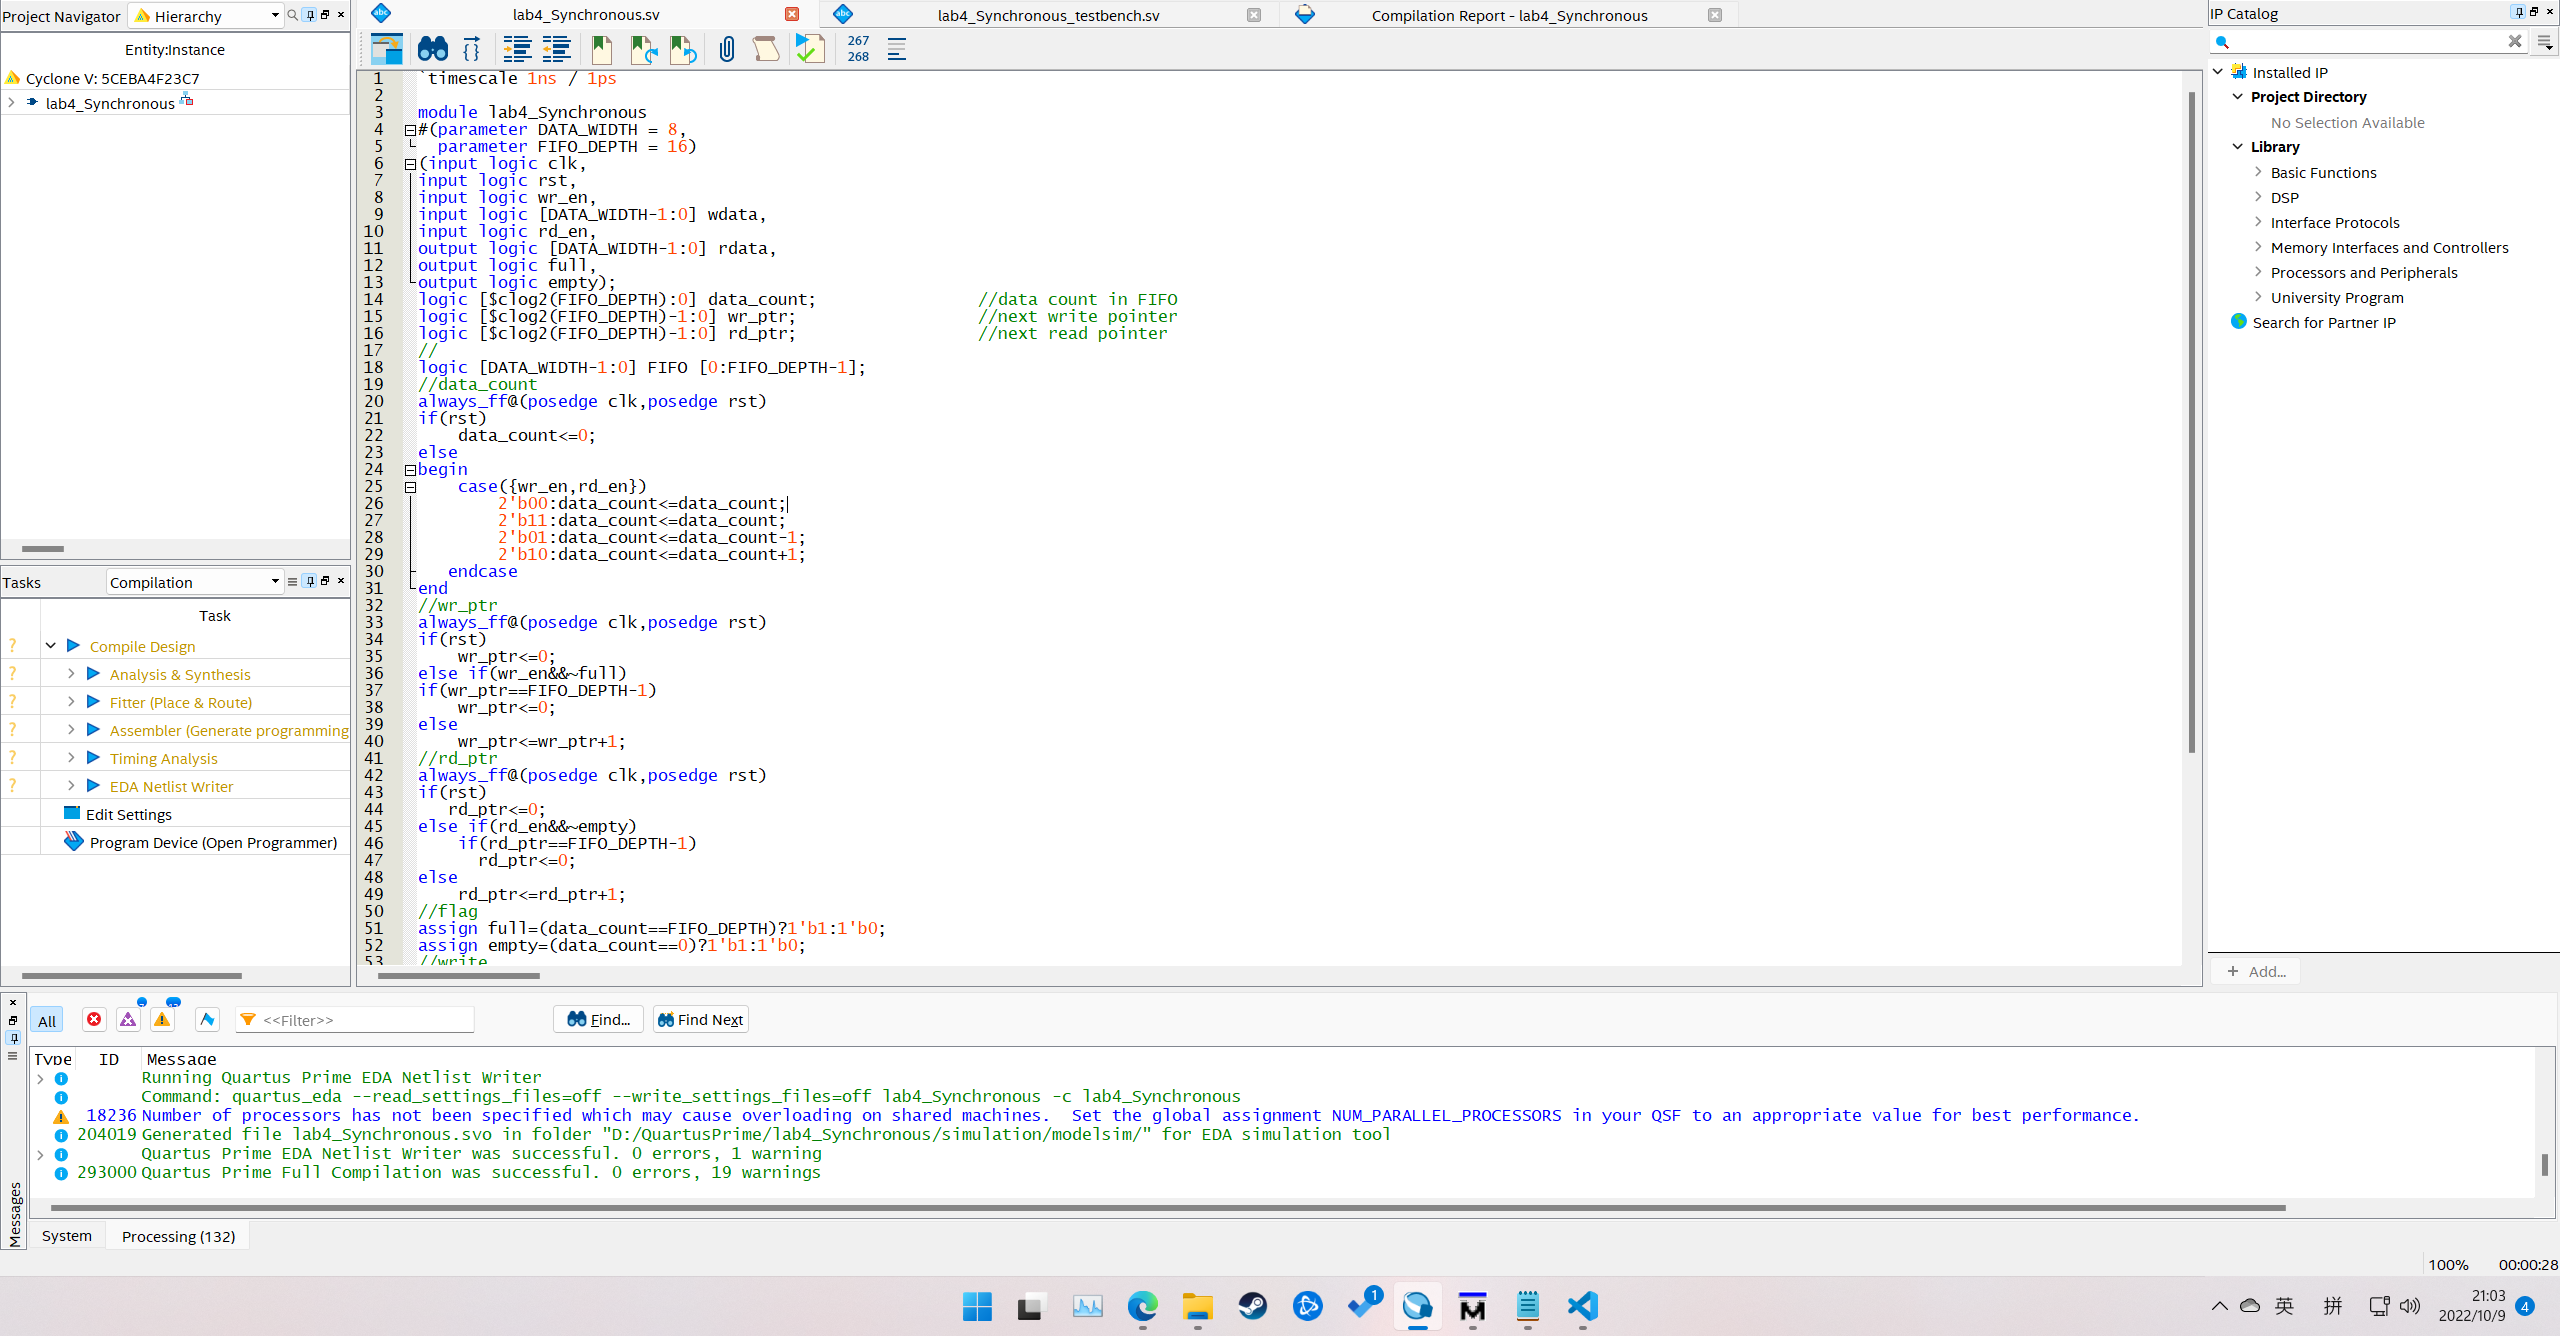 Project Navigator Hierarchy
Entity:Instance
Cyclone V: 5CEBA4F23C7
lab4_Synchronous
Tasks Compilation
Task
? Compile Design
? Analysis & Synthesis
? Fitter (Place & Route)
? Assembler (Generate programming
? Timing Analysis
? EDA Netlist Writer
Edit Settings
Program Device (Open Programmer)
lab4_Synchronous.sv lab4_Synchronous_testbench.sv Compilation Report - lab4_Synchronous
267
268
1 `timescale 1ns / 1ps
2
3 module lab4_Synchronous
4 #(parameter DATA_WIDTH = 8,
5 parameter FIFO_DEPTH = 16)
6 (input logic clk,
7 input logic rst,
8 input logic wr_en,
9 input logic [DATA_WIDTH-1:0] wdata,
10 input logic rd_en,
11 output logic [DATA_WIDTH-1:0] rdata,
12 output logic full,
13 output logic empty);
14 logic [$clog2(FIFO_DEPTH):0] data_count; //data count in FIFO
15 logic [$clog2(FIFO_DEPTH)-1:0] wr_ptr; //next write pointer
16 logic [$clog2(FIFO_DEPTH)-1:0] rd_ptr; //next read pointer
17 //
18 logic [DATA_WIDTH-1:0] FIFO [0:FIFO_DEPTH-1];
19 //data_count
20 always_ff@(posedge clk,posedge rst)
21 if(rst)
22 data_count<=0;
23 else
24 begin
25 case({wr_en,rd_en})
26 2'b00:data_count<=data_count;
27 2'b11:data_count<=data_count;
28 2'b01:data_count<=data_count-1;
29 2'b10:data_count<=data_count+1;
30 endcase
31 end
32 //wr_ptr
33 always_ff@(posedge clk,posedge rst)
34 if(rst)
35 wr_ptr<=0;
36 else if(wr_en&&~full)
37 if(wr_ptr==FIFO_DEPTH-1)
38 wr_ptr<=0;
39 else
40 wr_ptr<=wr_ptr+1;
41 //rd_ptr
42 always_ff@(posedge clk,posedge rst)
43 if(rst)
44 rd_ptr<=0;
45 else if(rd_en&&~empty)
46 if(rd_ptr==FIFO_DEPTH-1)
47 rd_ptr<=0;
48 else
49 rd_ptr<=rd_ptr+1;
50 //flag
51 assign full=(data_count==FIFO_DEPTH)?1'b1:1'b0;
52 assign empty=(data_count==0)?1'b1:1'b0;
53 //write
IP Catalog
Installed IP
Project Directory
No Selection Available
Library
Basic Functions
DSP
Interface Protocols
Memory Interfaces and Controllers
Processors and Peripherals
University Program
Search for Partner IP
+ Add...
All <<Filter>> Find... Find Next
Type ID Message
Running Quartus Prime EDA Netlist Writer
Command: quartus_eda --read_settings_files=off --write_settings_files=off lab4_Synchronous -c lab4_Synchronous
18236 Number of processors has not been specified which may cause overloading on shared machines. Set the global assignment NUM_PARALLEL_PROCESSORS in your QSF to an appropriate value for best performance.
204019 Generated file lab4_Synchronous.svo in folder "D:/QuartusPrime/lab4_Synchronous/simulation/modelsim/" for EDA simulation tool
Quartus Prime EDA Netlist Writer was successful. 0 errors, 1 warning
293000 Quartus Prime Full Compilation was successful. 0 errors, 19 warnings
Messages
System Processing (132)
100% 00:00:28
1
英 拼 21:03
2022/10/9 4